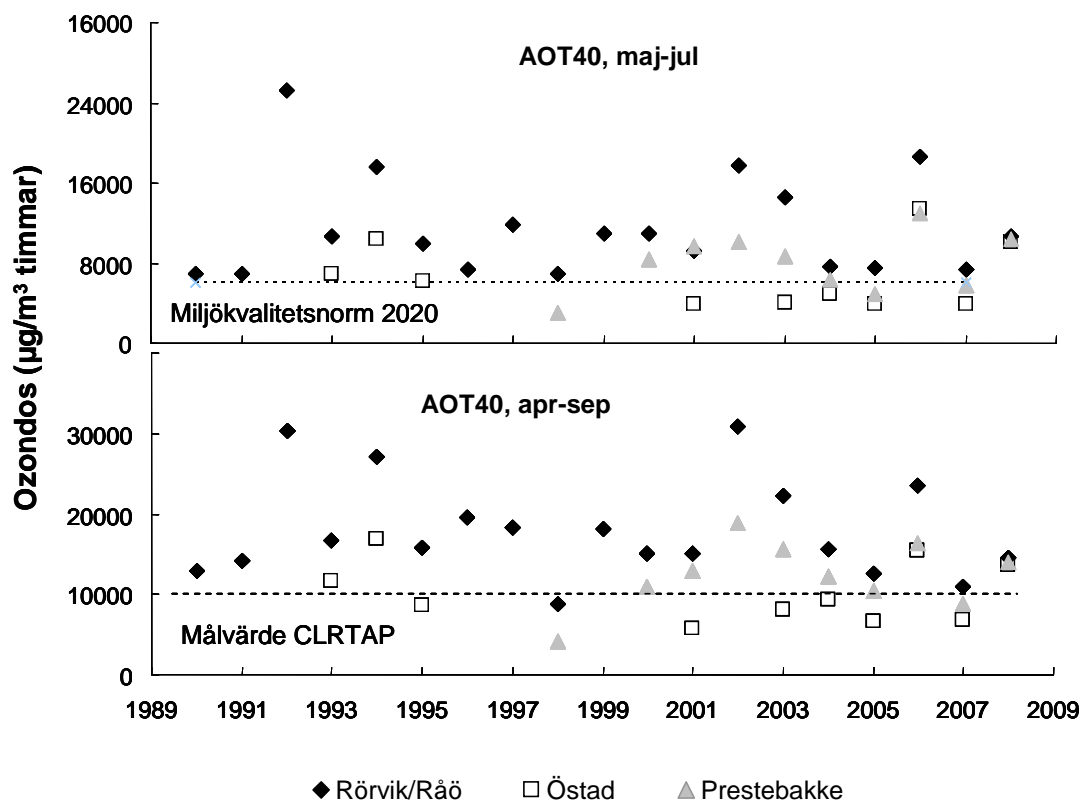 16000
AOT40, maj-jul
24000
16000
8000
Miljökvalitetsnorm 2020
0
Ozondos (µg/m³ timmar)
AOT40, apr-sep
30000
20000
10000
Målvärde CLRTAP
0
1989 1991 1993 1995 1997 1999 2001 2003 2005 2007 2009
Rörvik/Råö Östad Prestebakke